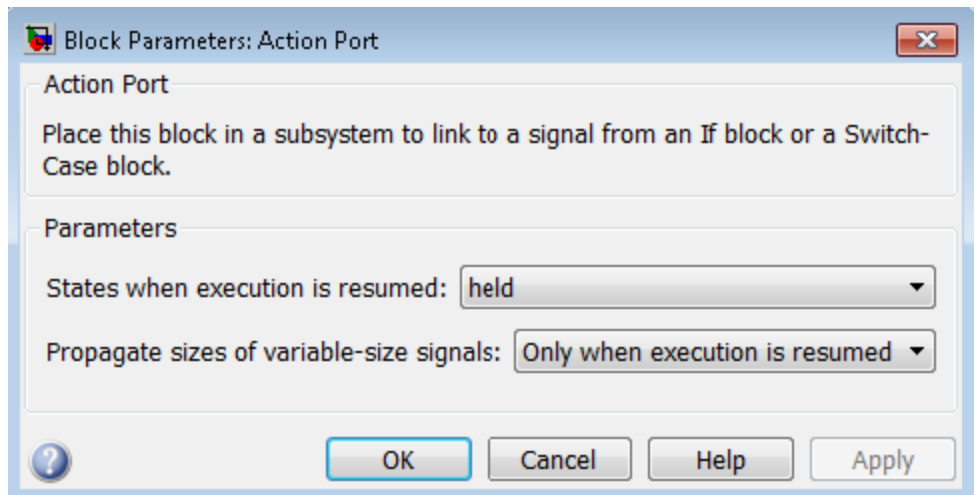 Block Parameters: Action Port
Action Port
Place this block in a subsystem to link to a signal from an If block or a Switch-
Case block.
Parameters
States when execution is resumed: held
Propagate sizes of variable-size signals: Only when execution is resumed
OK Cancel Help Apply